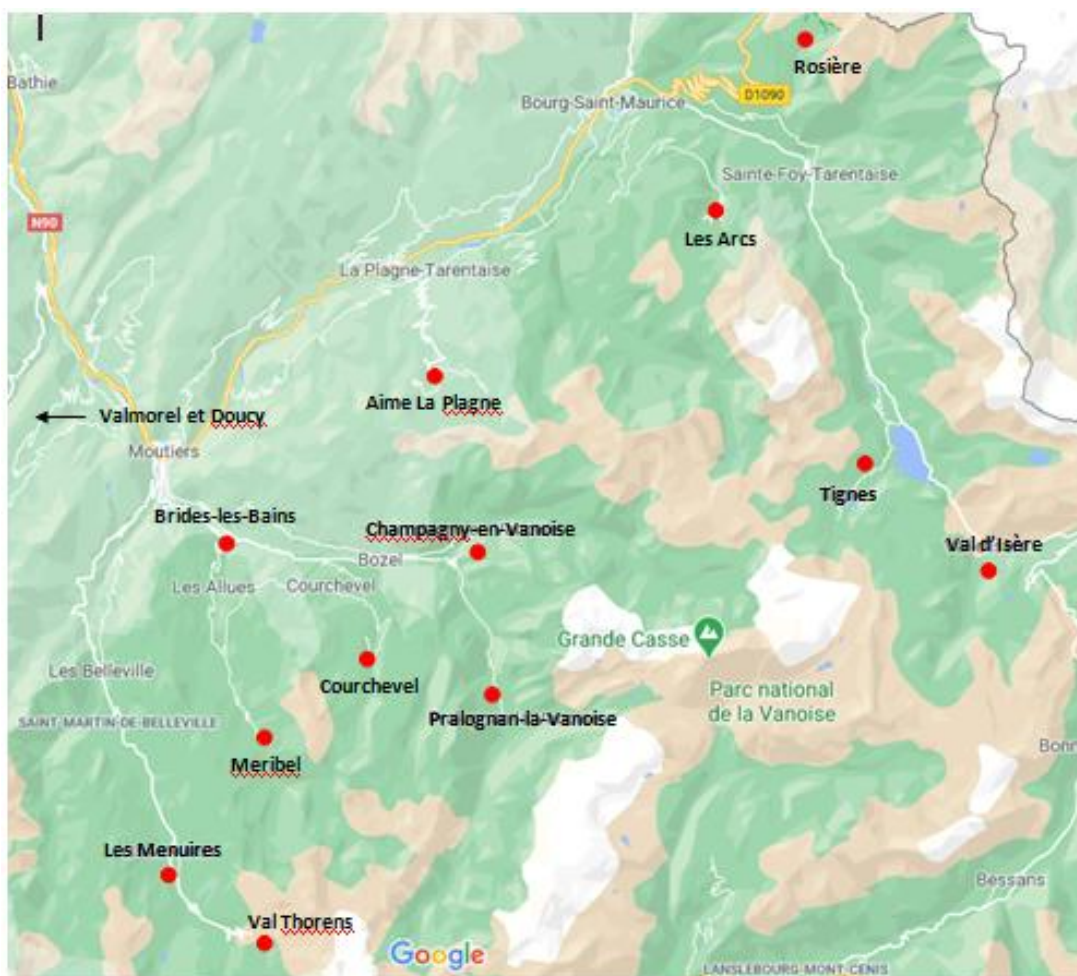 Rosière
Bathie
Bourg-Saint-Maurice
D1090
Sainte-Foy-Tarentaise
N90
Les Arcs
La Plagne-Tarentaise
Aime La Plagne
Valmorel et Doucy
Moutiers
Tignes
Brides-les-Bains
Champagny-en-Vanoise
Val d'Isère
Bozel
Les Allues
Courchevel
Grande Casse
Les Belleville
Courchevel
Parc national
de la Vanoise
SAINT-MARTIN-DE-BELLEVILLE
Pralognan-la-Vanoise
Bonn
Meribel
Les Menuires
Bessans
Val Thorens
Google
LANSLEBOURG-MONT-CENIS